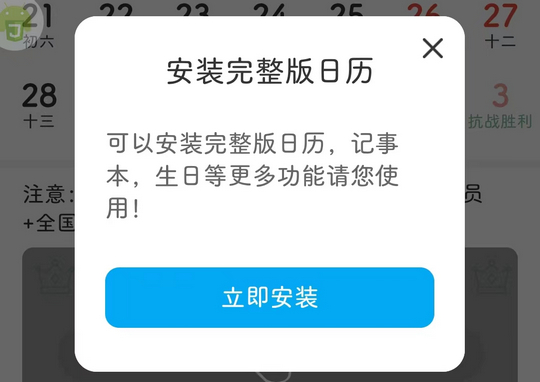 21 22 23 24 25 26 27
初六 十二
28 3
十三 抗战胜利
安装完整版日历
可以安装完整版日历，记事
本，生日等更多功能请您使
用！
注意： 员
+全国
立即安装